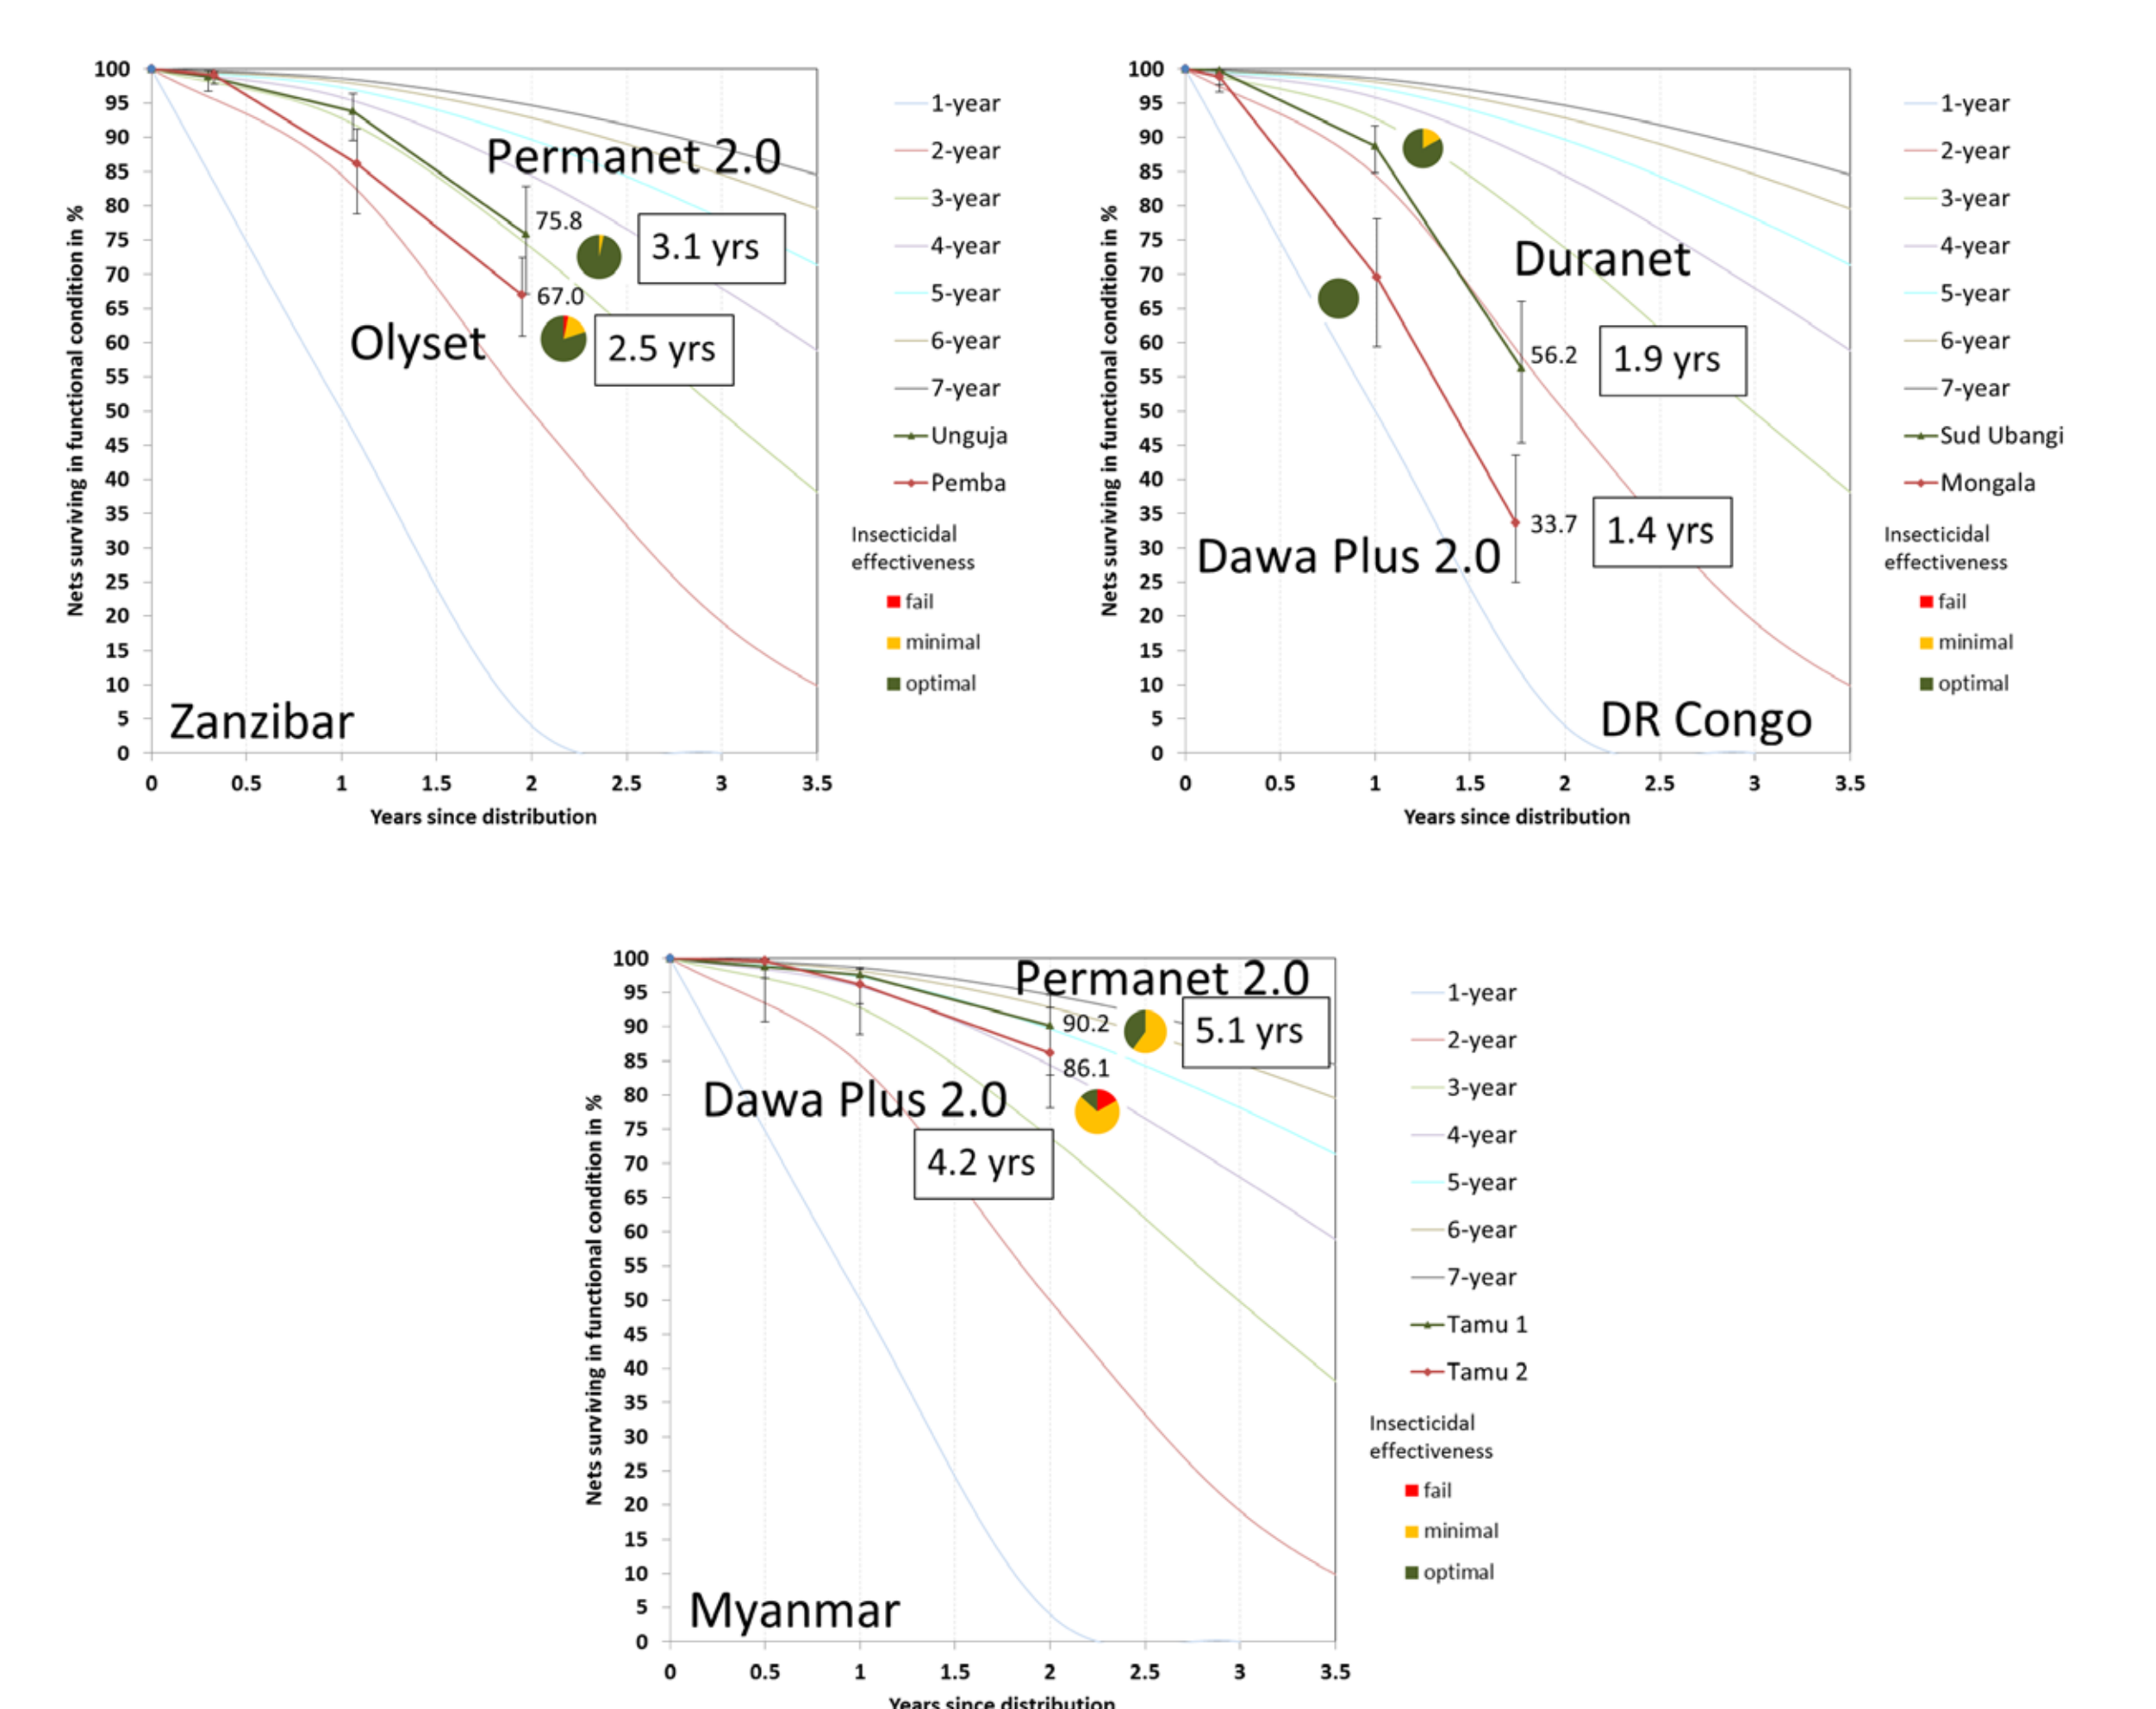 100
95
90
85
80
75
70
65
60
55
50
45
40
35
30
25
20
15
10
5
0
Nets surviving in functional condition in %
Permanet 2.0
75.8
3.1 yrs
67.0
Olyset
2.5 yrs
Zanzibar
0 0.5 1 1.5 2 2.5 3 3.5
Years since distribution
1-year
2-year
3-year
4-year
5-year
6-year
7-year
Unguja
Pemba
Insecticidal
effectiveness
fail
minimal
optimal
100
95
90
85
80
75
70
65
60
55
50
45
40
35
30
25
20
15
10
5
0
Nets surviving in functional condition in %
Duranet
56.2
1.9 yrs
33.7
1.4 yrs
Dawa Plus 2.0
DR Congo
0 0.5 1 1.5 2 2.5 3 3.5
Years since distribution
1-year
2-year
3-year
4-year
5-year
6-year
7-year
Sud Ubangi
Mongala
Insecticidal
effectiveness
fail
minimal
optimal
100
95
90
85
80
75
70
65
60
55
50
45
40
35
30
25
20
15
10
5
0
Nets surviving in functional condition in %
Permanet 2.0
90.2
5.1 yrs
86.1
Dawa Plus 2.0
4.2 yrs
Myanmar
0 0.5 1 1.5 2 2.5 3 3.5
Years since distribution
1-year
2-year
3-year
4-year
5-year
6-year
7-year
Tamu 1
Tamu 2
Insecticidal
effectiveness
fail
minimal
optimal